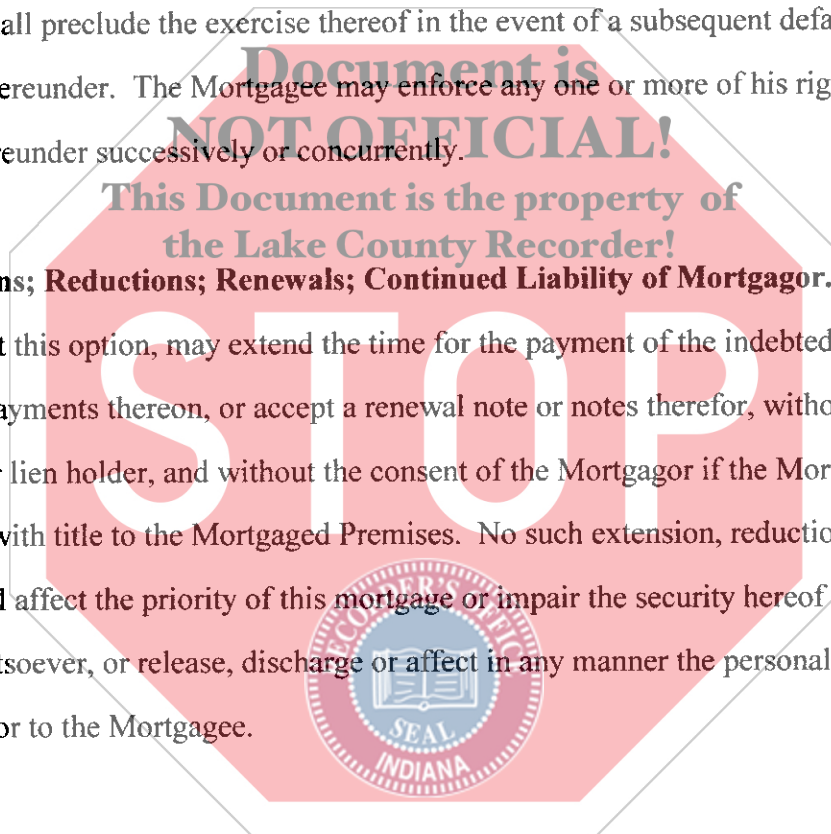 all preclude the exercise thereof in the event of a subsequent defa
Document is
ereunder.  The Mortgagee may enforce any one or more of his rig
NOT OFFICIAL!
eunder successively or concurrently.
This Document is the property of
the Lake County Recorder!
ns; Reductions; Renewals; Continued Liability of Mortgagor.
STOP
t this option, may extend the time for the payment of the indebted
ayments thereon, or accept a renewal note or notes therefor, witho
r lien holder, and without the consent of the Mortgagor if the Mor
with title to the Mortgaged Premises.  No such extension, reductio
l affect the priority of this mortgage or impair the security hereof
tsoever, or release, discharge or affect in any manner the personal
or to the Mortgagee.
RECORDER'S OFFICE
SEAL
INDIANA